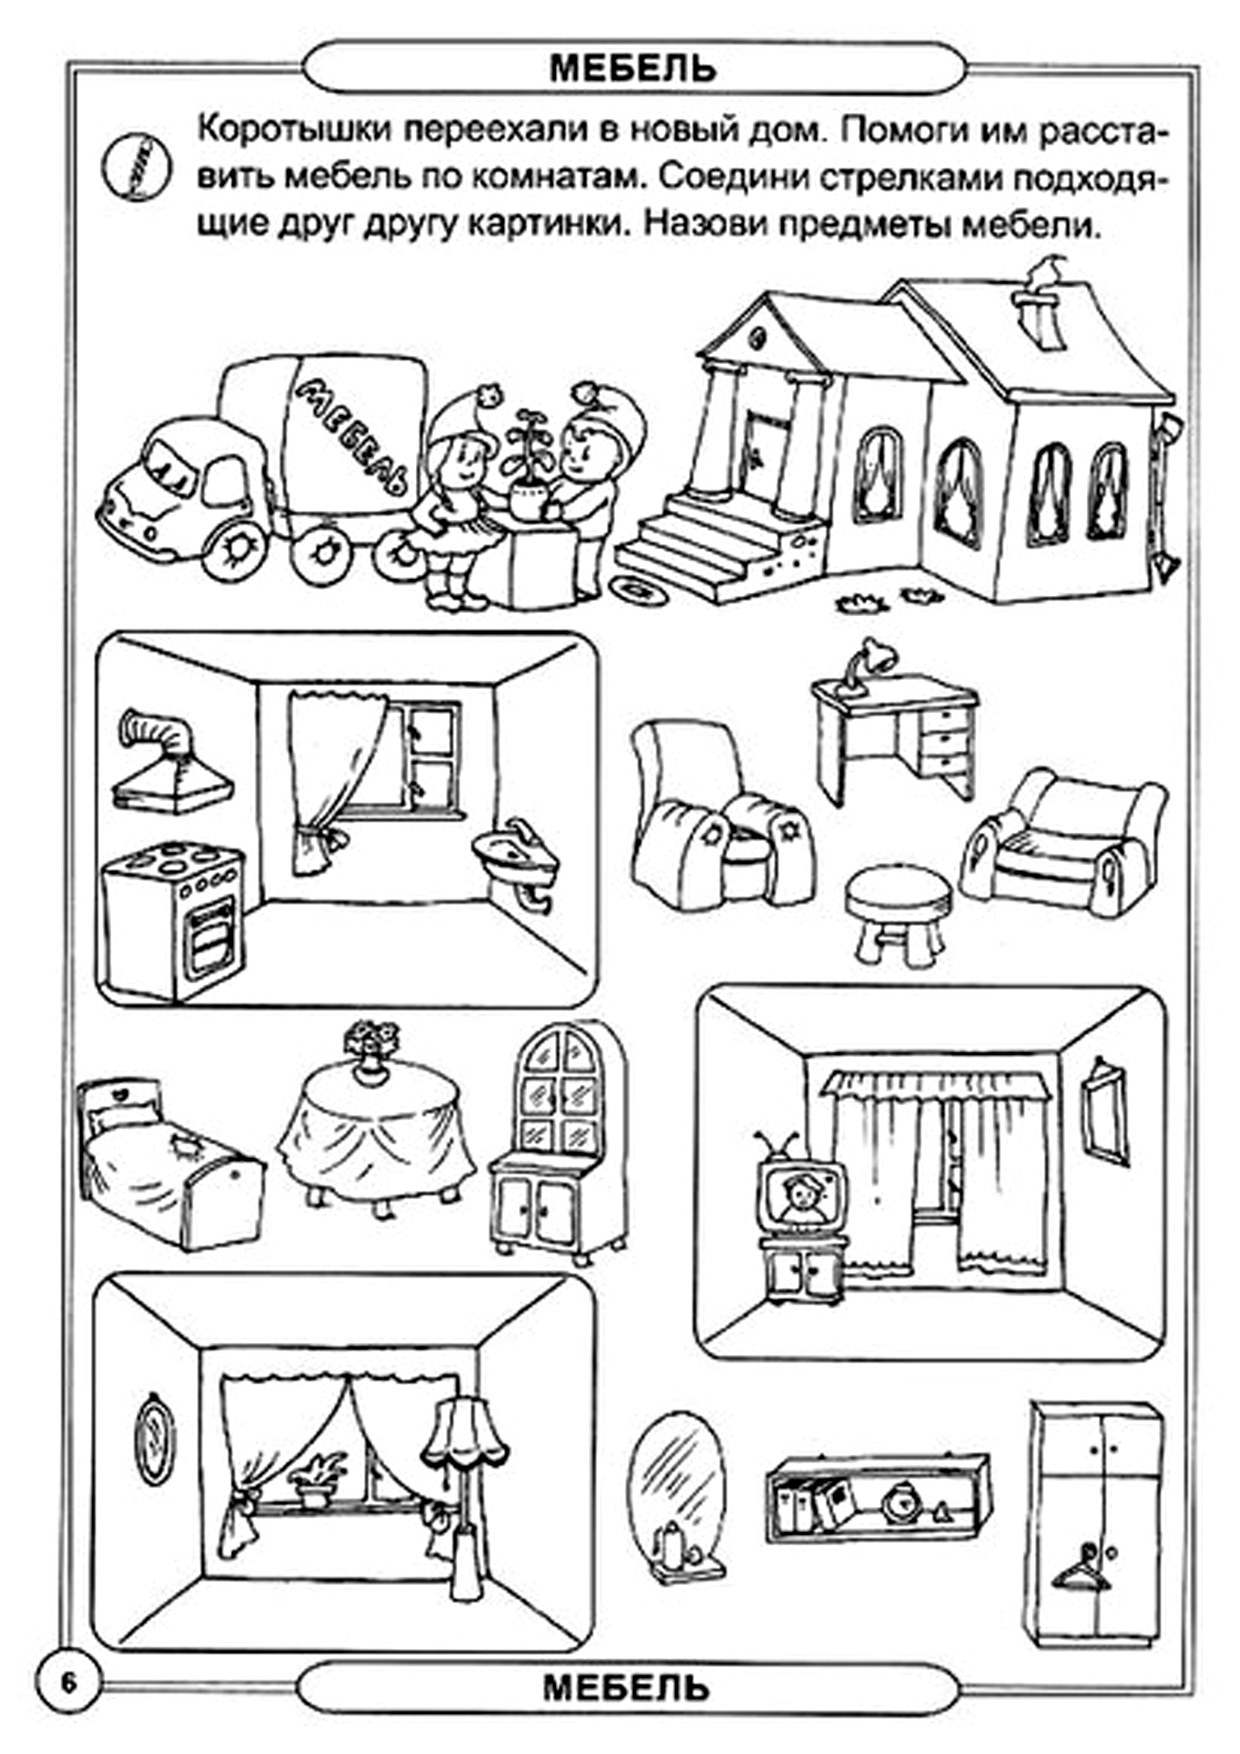 МЕБЕЛЬ
Коротышки переехали в новый дом. Помоги им расста-
вить мебель по комнатам. Соедини стрелками подходя-
щие друг другу картинки. Назови предметы мебели.
МЕБЕЛЬ
6
МЕБЕЛЬ